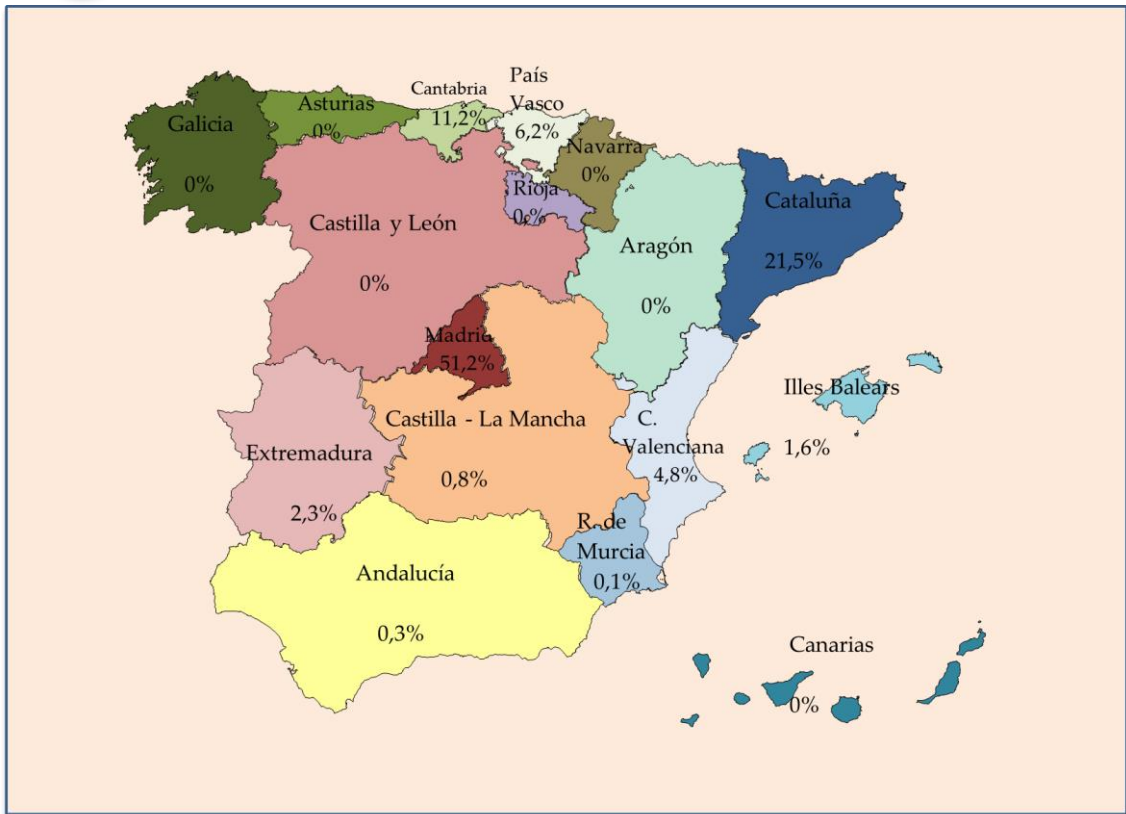 Galicia
0%
Asturias
0%
Cantabria
11,2%
País
Vasco
6,2%
Navarra
0%
Rioja
0,%
Castilla y León
0%
Aragón
0%
Cataluña
21,5%
Madrid
51,2%
Castilla - La Mancha
0,8%
C.
Valenciana
4,8%
Illes Balears
1,6%
Extremadura
2,3%
R. de
Murcia
0,1%
Andalucía
0,3%
Canarias
0%